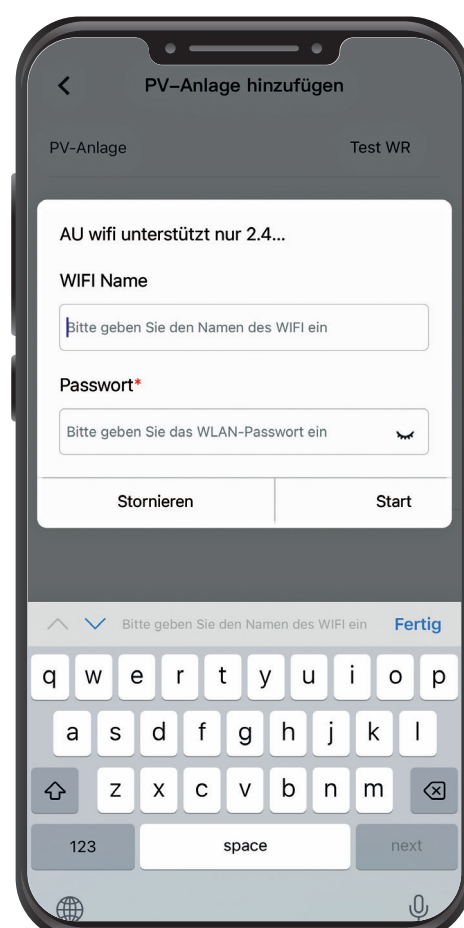 PV-Anlage hinzufügen
PV-Anlage Test WR
AU wifi unterstützt nur 2.4...
WIFI Name
Bitte geben Sie den Namen des WIFI ein
Passwort*
Bitte geben Sie das WLAN-Passwort ein
Stornieren Start
Bitte geben Sie den Namen des WIFI ein Fertig
q w e r t y u i o p
a s d f g h j k l
z x c v b n m
123 space next